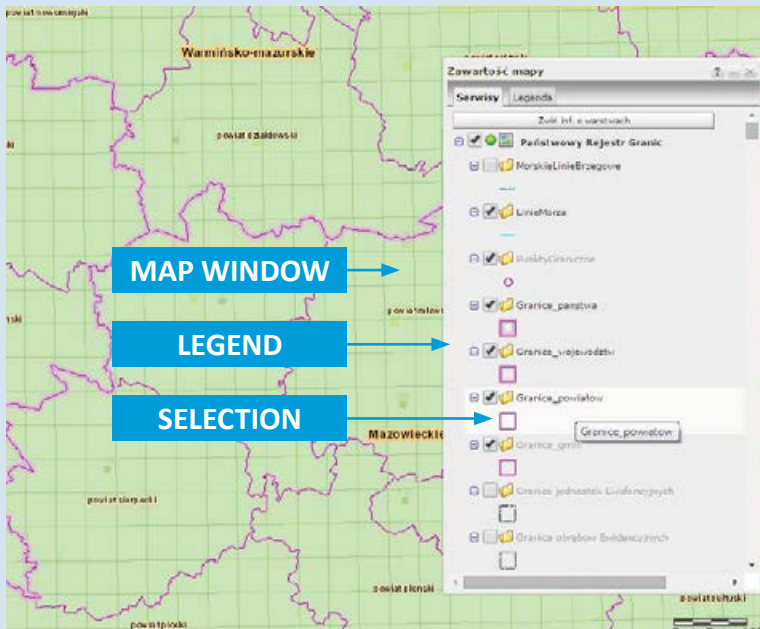 powiat nowomiejski
Warmińsko-mazurskie
powiat działdowski
MAP WINDOW
LEGEND
SELECTION
Mazowieckie
powiat sierpecki
powiat płoński
powiat płocki
Zawartość mapy
Serwisy
Legenda
Zwiń inf. o warstwach
Państwowy Rejestr Granic
MorskieLinieBrzegowe
LinieMorza
PunktyGraniczne
Granice_panstwa
Granice_wojewodztw
Granice_powiatow
Granice_powiatow
Granice_gmin
Granice jednostek Ewidencyjnych
Granice obrębów Ewidencyjnych